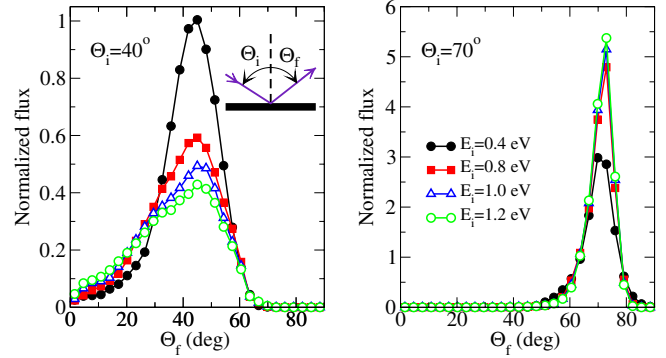 Θi=40°
Θi
Θf
Normalized flux
1
0.8
0.6
0.4
0.2
0
0
20
40
60
80
Θf (deg)
Θi=70°
Normalized flux
6
5
4
3
2
1
0
Ei=0.4 eV
Ei=0.8 eV
Ei=1.0 eV
Ei=1.2 eV
0
20
40
60
80
Θf (deg)